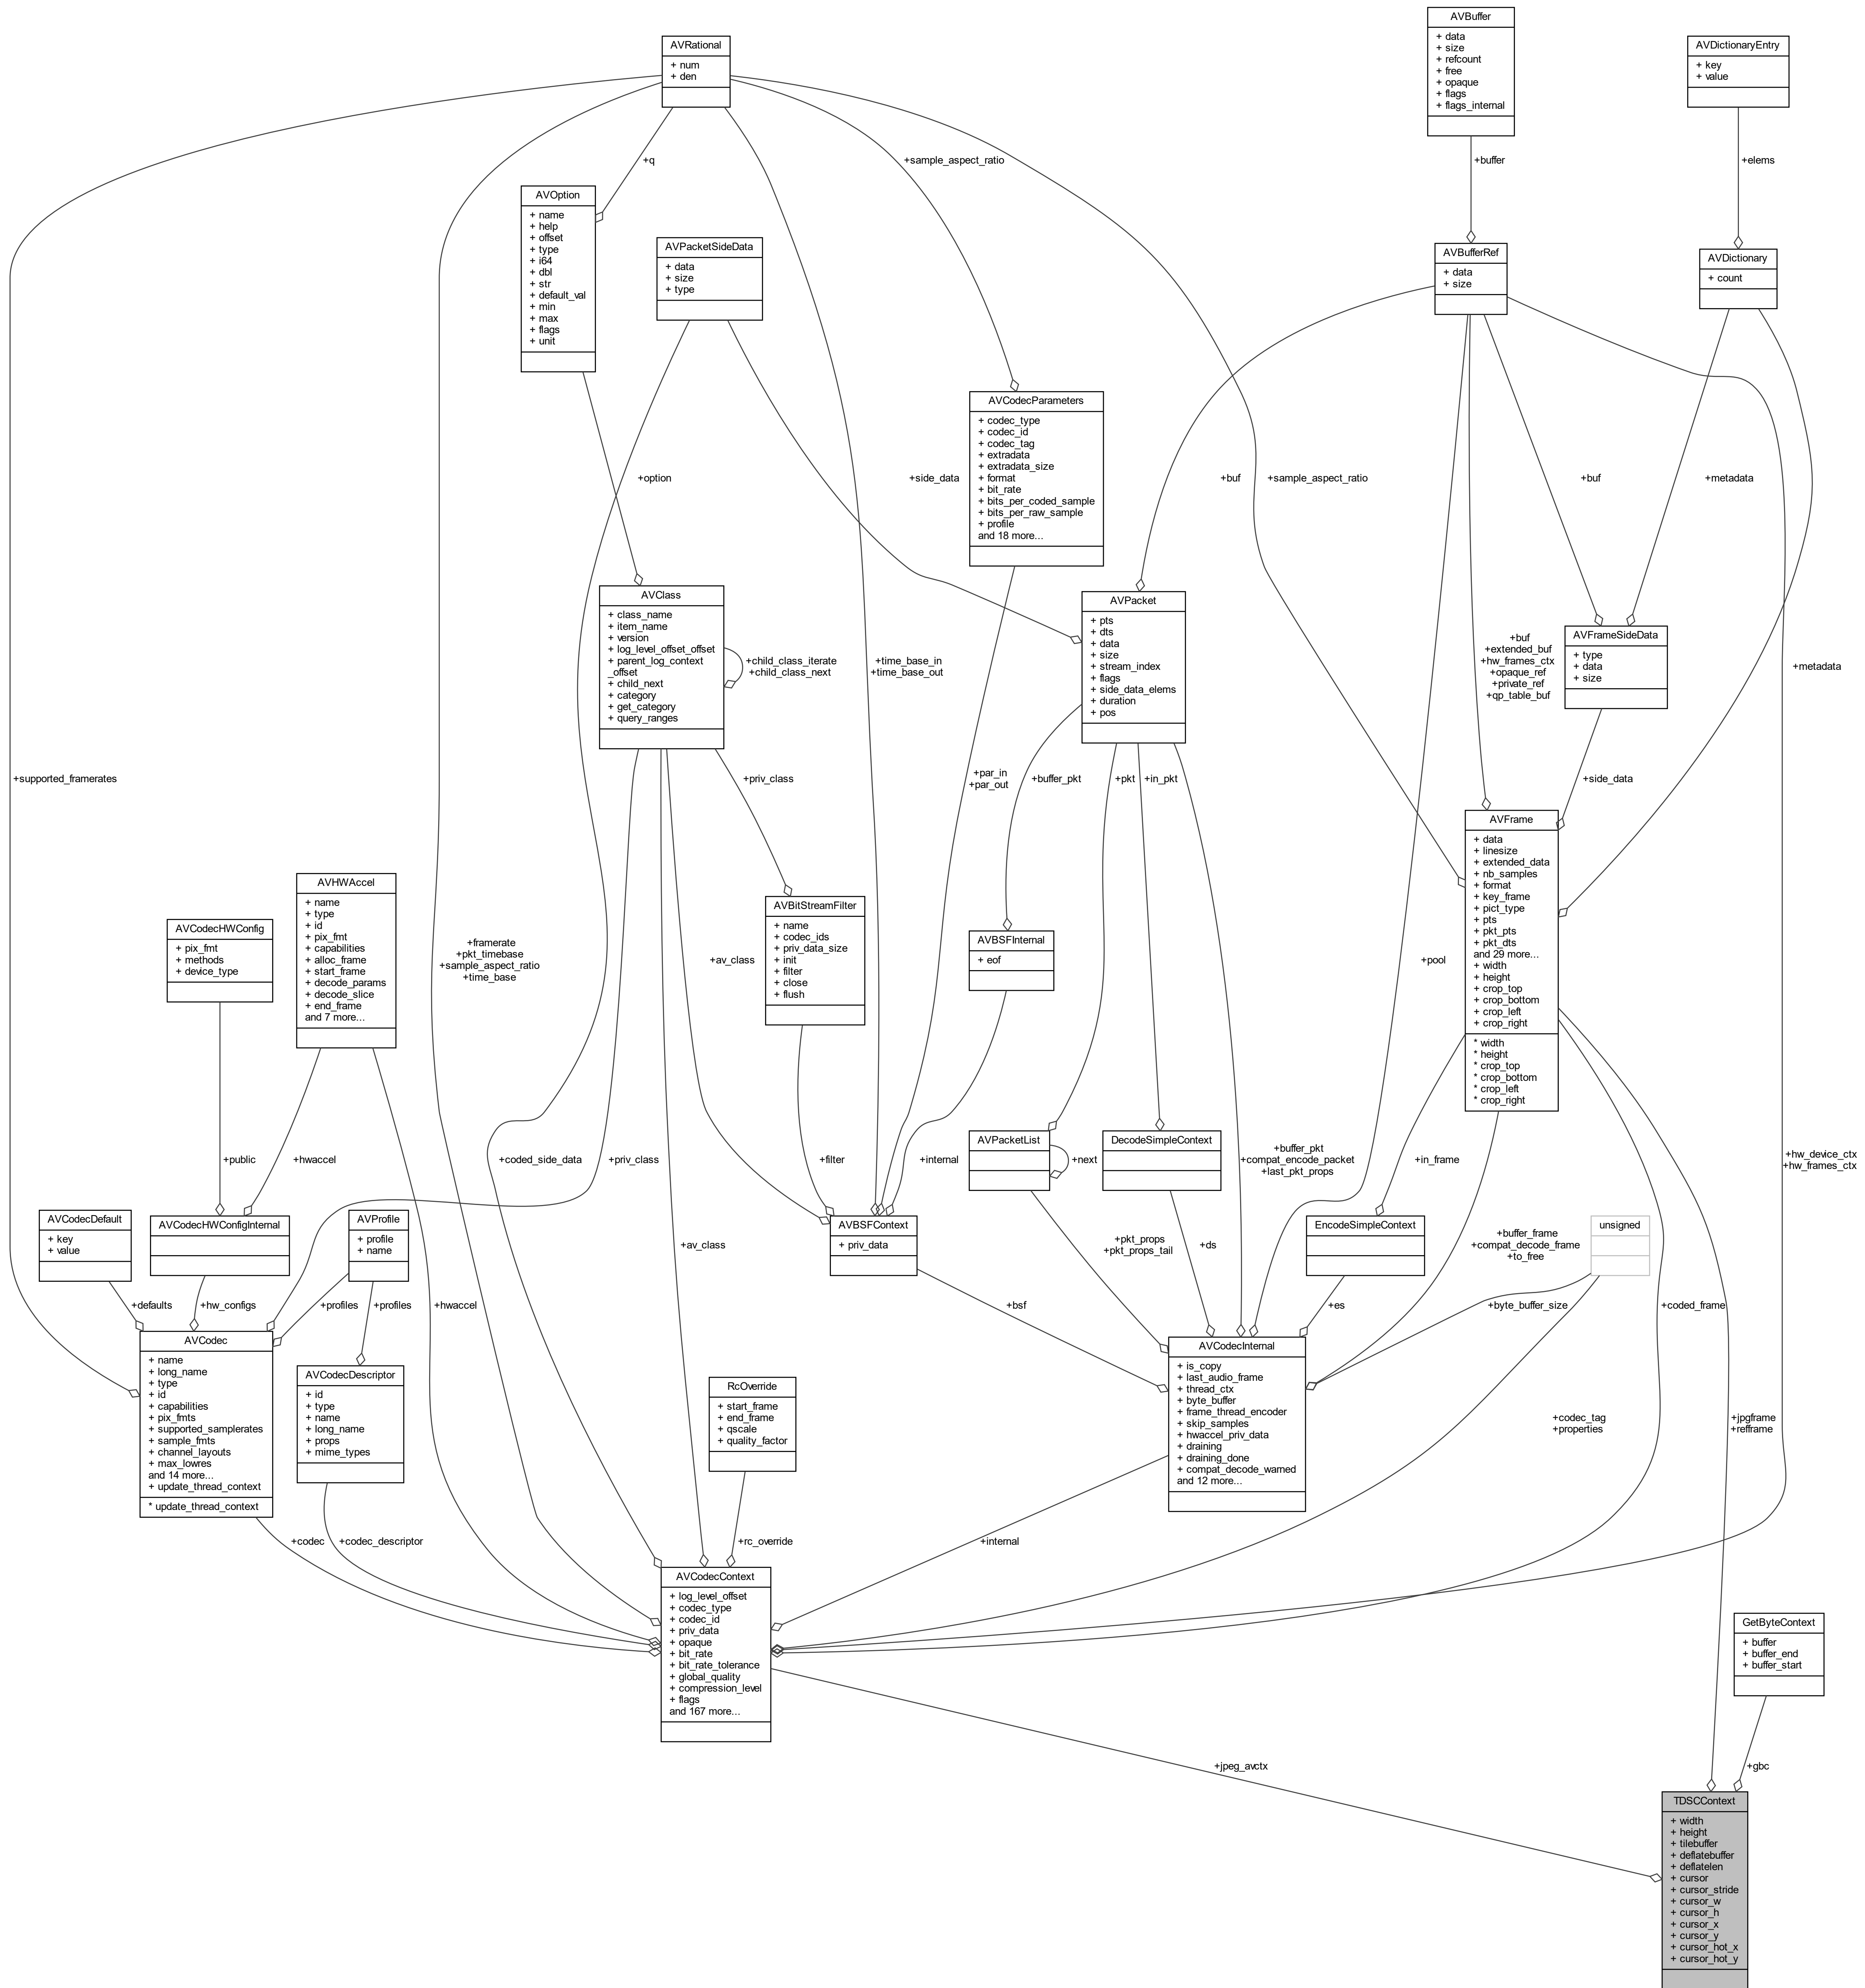 AVBuffer
+ data
+ size
+ refcount
+ free
+ opaque
+ flags
+ flags_internal
AVRational
+ num
+ den
AVDictionaryEntry
+ key
+ value
+q
+sample_aspect_ratio
+buffer
+elems
AVOption
+ name
+ help
+ offset
+ type
+ i64
+ dbl
+ str
+ default_val
+ min
+ max
+ flags
+ unit
AVPacketSideData
+ data
+ size
+ type
AVBufferRef
+ data
+ size
AVDictionary
+ count
AVCodecParameters
+ codec_type
+ codec_id
+ codec_tag
+ extradata
+ extradata_size
+ format
+ bit_rate
+ bits_per_coded_sample
+ bits_per_raw_sample
+ profile
and 18 more...
+option
+side_data
+buf
+sample_aspect_ratio
+buf
+metadata
AVClass
+ class_name
+ item_name
+ version
+ log_level_offset_offset
+ parent_log_context
_offset
+ child_next
+ category
+ get_category
+ query_ranges
+child_class_iterate
+child_class_next
+time_base_in
+time_base_out
AVPacket
+ pts
+ dts
+ data
+ size
+ stream_index
+ flags
+ side_data_elems
+ duration
+ pos
+buf
+extended_buf
+hw_frames_ctx
+opaque_ref
+private_ref
+qp_table_buf
AVFrameSideData
+ type
+ data
+ size
+metadata
+supported_framerates
+priv_class
+par_in
+par_out
+buffer_pkt
+pkt
+in_pkt
+side_data
AVFrame
+ data
+ linesize
+ extended_data
+ nb_samples
+ format
+ key_frame
+ pict_type
+ pts
+ pkt_pts
+ pkt_dts
and 29 more...
+ width
+ height
+ crop_top
+ crop_bottom
+ crop_left
+ crop_right
* width
* height
* crop_top
* crop_bottom
* crop_left
* crop_right
AVHWAccel
+ name
+ type
+ id
+ pix_fmt
+ capabilities
+ alloc_frame
+ start_frame
+ decode_params
+ decode_slice
+ end_frame
and 7 more...
AVCodecHWConfig
+ pix_fmt
+ methods
+ device_type
+framerate
+pkt_timebase
+sample_aspect_ratio
+time_base
+av_class
AVBitStreamFilter
+ name
+ codec_ids
+ priv_data_size
+ init
+ filter
+ close
+ flush
AVBSFInternal
+ eof
+pool
+public
+hwaccel
+coded_side_data
+priv_class
+filter
+internal
AVPacketList
+next
DecodeSimpleContext
+buffer_pkt
+compat_encode_packet
+last_pkt_props
+in_frame
+hw_device_ctx
+hw_frames_ctx
AVCodecDefault
+ key
+ value
AVCodecHWConfigInternal
AVProfile
+ profile
+ name
+av_class
AVBSFContext
+ priv_data
+pkt_props
+pkt_props_tail
+ds
EncodeSimpleContext
+buffer_frame
+compat_decode_frame
+to_free
unsigned
+defaults
+hw_configs
+profiles
+profiles
+hwaccel
+bsf
+es
+byte_buffer_size
+coded_frame
AVCodec
+ name
+ long_name
+ type
+ id
+ capabilities
+ pix_fmts
+ supported_samplerates
+ sample_fmts
+ channel_layouts
+ max_lowres
and 14 more...
+ update_thread_context
* update_thread_context
AVCodecDescriptor
+ id
+ type
+ name
+ long_name
+ props
+ mime_types
RcOverride
+ start_frame
+ end_frame
+ qscale
+ quality_factor
AVCodecInternal
+ is_copy
+ last_audio_frame
+ thread_ctx
+ byte_buffer
+ frame_thread_encoder
+ skip_samples
+ hwaccel_priv_data
+ draining
+ draining_done
+ compat_decode_warned
and 12 more...
+codec_tag
+properties
+jpgframe
+refframe
+codec
+codec_descriptor
+rc_override
+internal
AVCodecContext
+ log_level_offset
+ codec_type
+ codec_id
+ priv_data
+ opaque
+ bit_rate
+ bit_rate_tolerance
+ global_quality
+ compression_level
+ flags
and 167 more...
GetByteContext
+ buffer
+ buffer_end
+ buffer_start
+jpeg_avctx
+gbc
TDSCContext
+ width
+ height
+ tilebuffer
+ deflatebuffer
+ deflatelen
+ cursor
+ cursor_stride
+ cursor_w
+ cursor_h
+ cursor_x
+ cursor_y
+ cursor_hot_x
+ cursor_hot_y